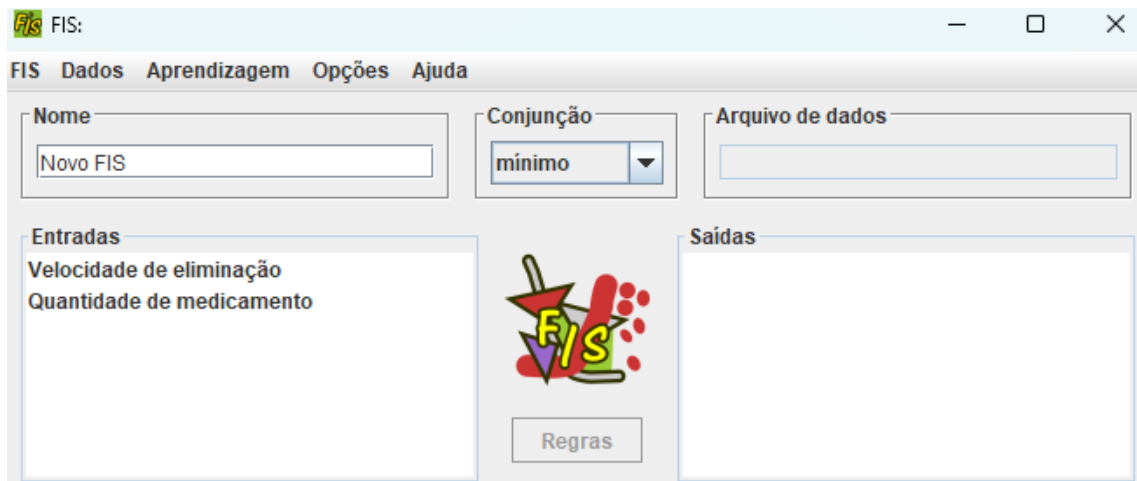 Fis FIS:
FIS Dados Aprendizagem Opções Ajuda
Nome
Conjunção
Arquivo de dados
Novo FIS
mínimo
Entradas
Saídas
Velocidade de eliminação
Quantidade de medicamento
FIS
Regras